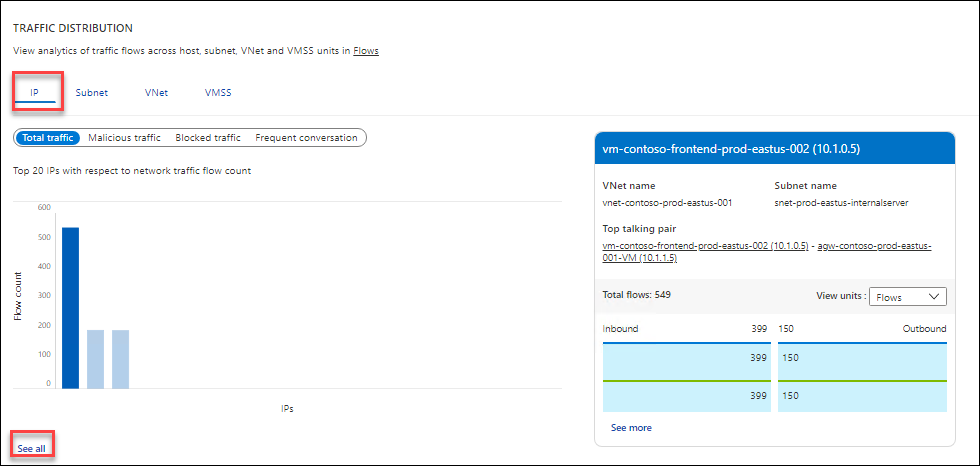 TRAFFIC DISTRIBUTION
View analytics of traffic flows across host, subnet, VNet and VMSS units in Flows
IP Subnet VNet VMSS
Total traffic Malicious traffic Blocked traffic Frequent conversation
Top 20 IPs with respect to network traffic flow count
600
500
400
300
200
100
0
Flow count
IPs
See all
vm-contoso-frontend-prod-eastus-002 (10.1.0.5)
VNet name Subnet name
vnet-contoso-prod-eastus-001 snet-prod-eastus-internalserver
Top talking pair
vm-contoso-frontend-prod-eastus-002 (10.1.0.5) - agw-contoso-prod-eastus-
001-VM (10.1.1.5)
Total flows: 549 View units : Flows
Inbound 399 150 Outbound
399 150
399 150
See more